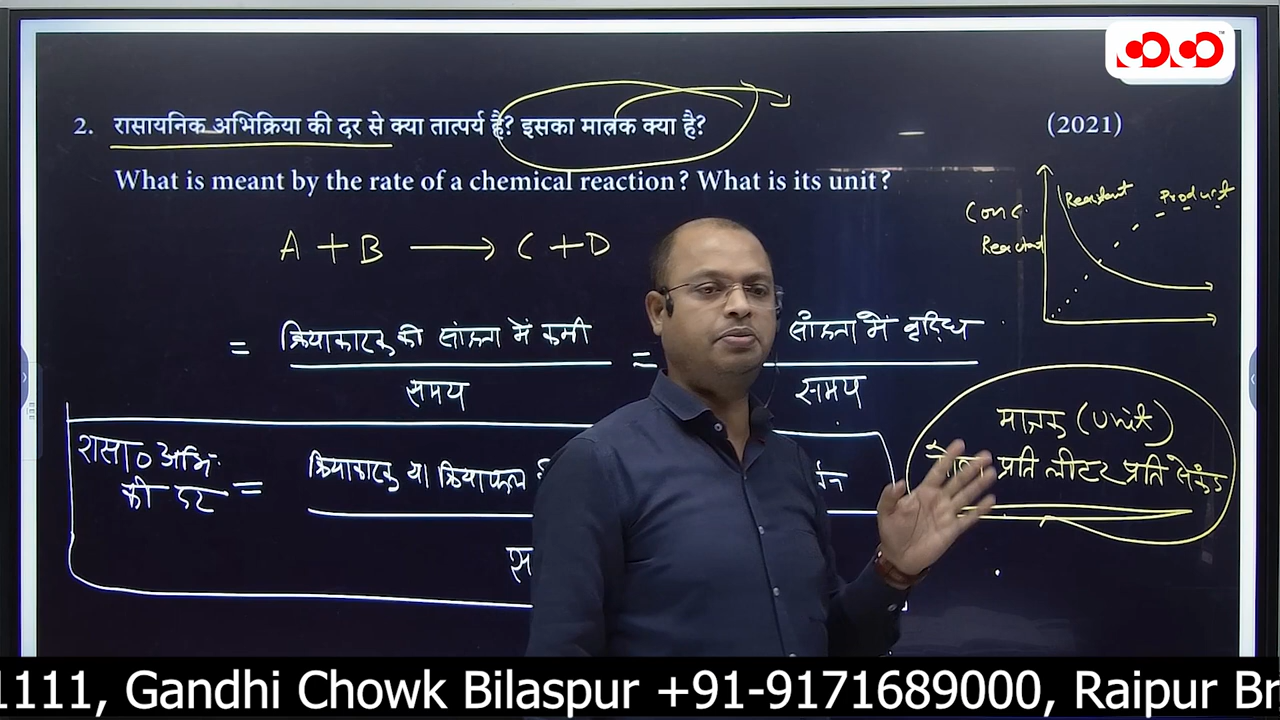 2. रासायनिक अभिक्रिया की दर से क्या तात्पर्य है? इसका मात्रक क्या है? (2021)
What is meant by the rate of a chemical reaction? What is its unit?
A + B → C + D
Conc.
Reactant
Product
= क्रियाकारक की सांद्रता में कमी
समय
= सांद्रता में वृद्धि
समय
रासा० अभि.
की दर =
क्रियाकारक या क्रियाफल
मात्रक (Unit)
प्रति लीटर प्रति सेकंड
1111, Gandhi Chowk Bilaspur +91-9171689000, Raipur Br